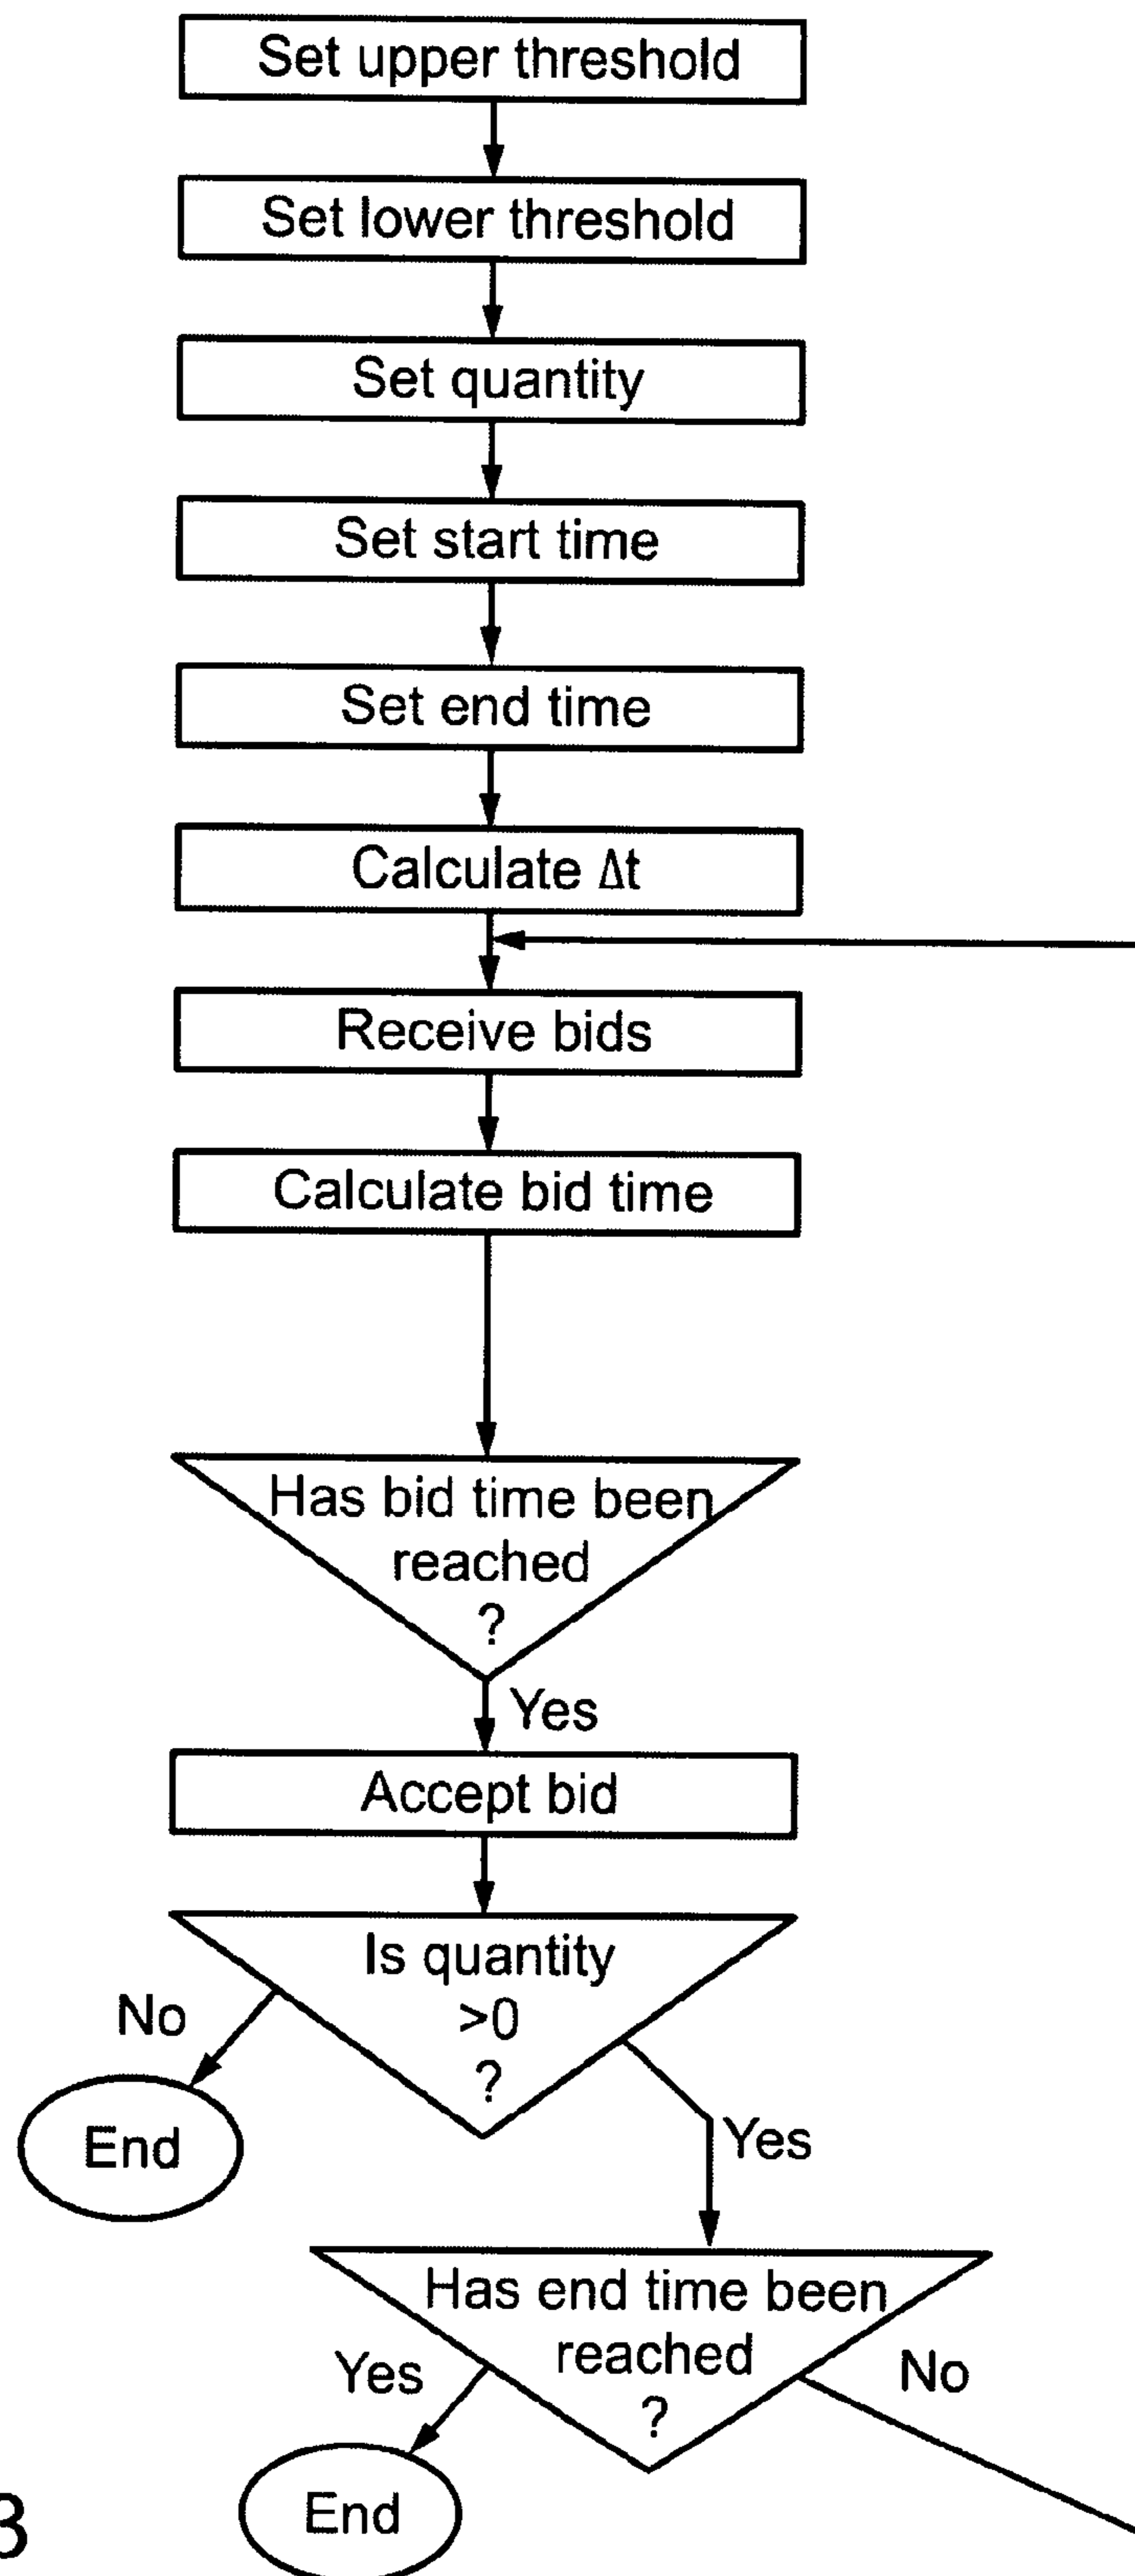 Set upper threshold
Set lower threshold
Set quantity
Set start time
Set end time
Calculate Δt
Receive bids
Calculate bid time
Has bid time been
reached
?
Yes
Accept bid
Is quantity
>0
?
No
End
Yes
Has end time been
reached
?
Yes
No
End
3